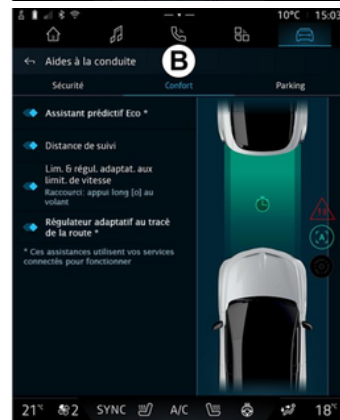 10°C 15:03
Aides à la conduite
B
Sécurité Confort Parking
Assistant prédictif Eco *
Distance de suivi
Lim. & régul. adaptat. aux
limit. de vitesse
Raccourci: appui long [o] au
volant
Régulateur adaptatif au tracé
de la route *
* Ces assistances utilisent vos services
connectés pour fonctionner
21° 2 SYNC A/C 18°